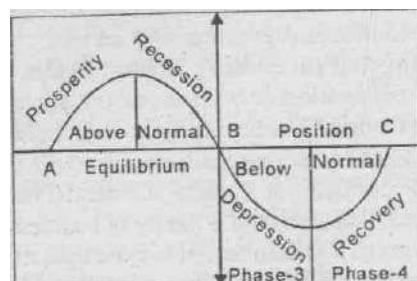 Prosperity
Recession
Above Normal B Position C
A Equilibrium Below Normal
Depression
Recovery
Phase-3 Phase-4